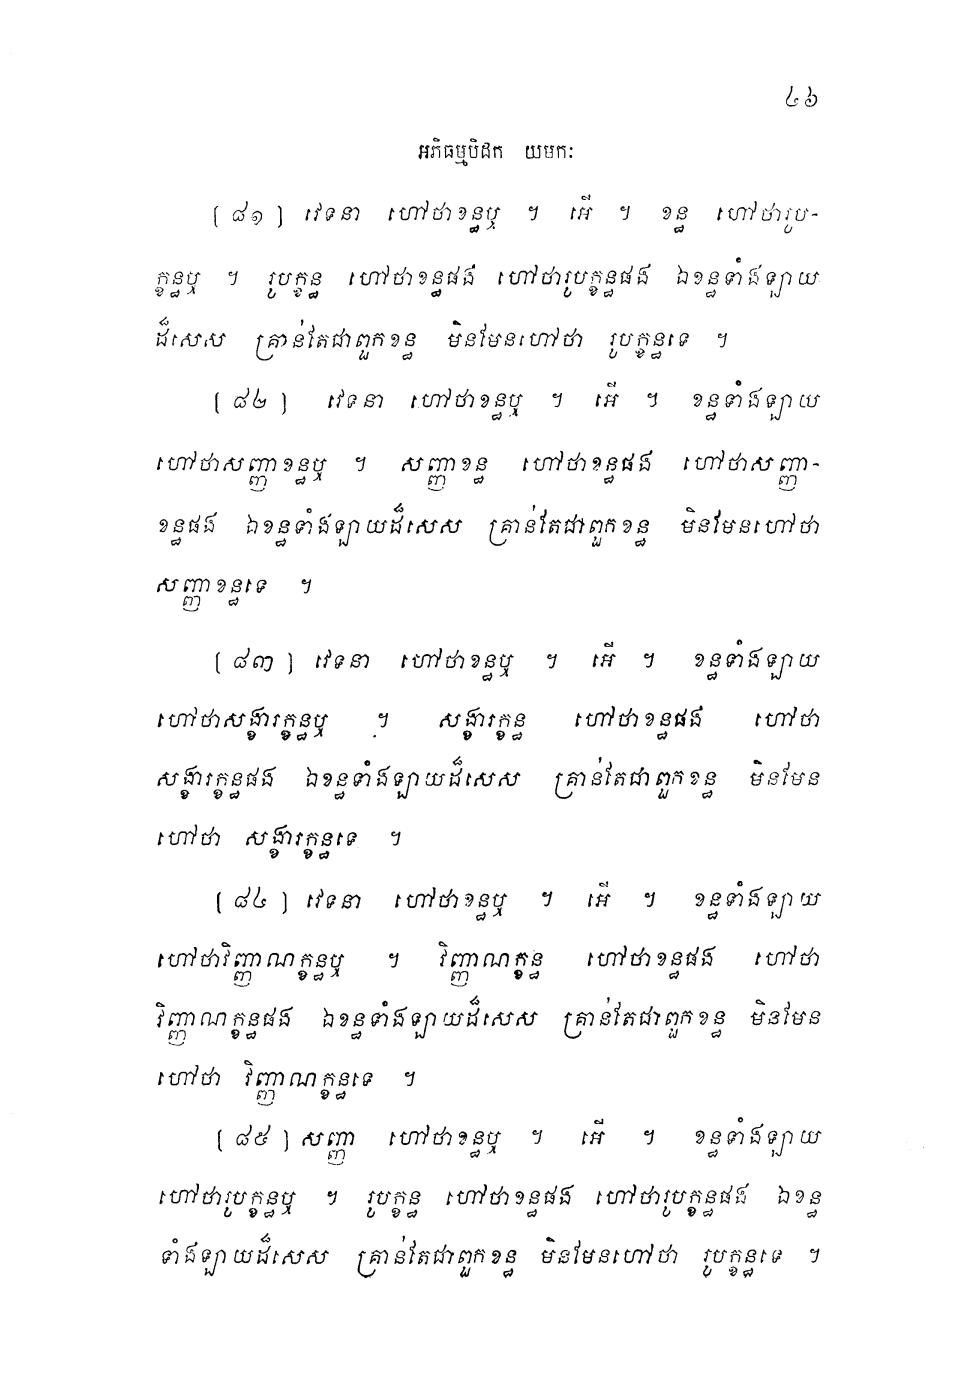 ៤៦
អភិធម្មបិដក យមកៈ
[ ៨១ ] វេទនា ហៅថាខន្ធឬ ។ អើ ។ ខន្ធ ហៅថារូប-
ក្ខន្ធឬ ។ រូបក្ខន្ធ ហៅថាខន្ធផង ហៅថារូបក្ខន្ធផង ឯខន្ធទាំងឡាយ
ដ៏សេស គ្រាន់តែជាពួកខន្ធ មិនមែនហៅថា រូបក្ខន្ធទេ ។
[ ៨២ ] វេទនា ហៅថាខន្ធឬ ។ អើ ។ ខន្ធទាំងឡាយ
ហៅថាសញ្ញាខន្ធឬ ។ សញ្ញាខន្ធ ហៅថាខន្ធផង ហៅថាសញ្ញា-
ខន្ធផង ឯខន្ធទាំងឡាយដ៏សេស គ្រាន់តែជាពួកខន្ធ មិនមែនហៅថា
សញ្ញាខន្ធទេ ។
[ ៨៣ ] វេទនា ហៅថាខន្ធឬ ។ អើ ។ ខន្ធទាំងឡាយ
ហៅថាសង្ខារក្ខន្ធឬ ។ សង្ខារក្ខន្ធ ហៅថាខន្ធផង ហៅថា
សង្ខារក្ខន្ធផង ឯខន្ធទាំងឡាយដ៏សេស គ្រាន់តែជាពួកខន្ធ មិនមែន
ហៅថា សង្ខារក្ខន្ធទេ ។
[ ៨៤ ] វេទនា ហៅថាខន្ធឬ ។ អើ ។ ខន្ធទាំងឡាយ
ហៅថាវិញ្ញាណក្ខន្ធឬ ។ វិញ្ញាណក្ខន្ធ ហៅថាខន្ធផង ហៅថា
វិញ្ញាណក្ខន្ធផង ឯខន្ធទាំងឡាយដ៏សេស គ្រាន់តែជាពួកខន្ធ មិនមែន
ហៅថា វិញ្ញាណក្ខន្ធទេ ។
[ ៨៥ ] សញ្ញា ហៅថាខន្ធឬ ។ អើ ។ ខន្ធទាំងឡាយ
ហៅថារូបក្ខន្ធឬ ។ រូបក្ខន្ធ ហៅថាខន្ធផង ហៅថារូបក្ខន្ធផង ឯខន្ធ
ទាំងឡាយដ៏សេស គ្រាន់តែជាពួកខន្ធ មិនមែនហៅថា រូបក្ខន្ធទេ ។